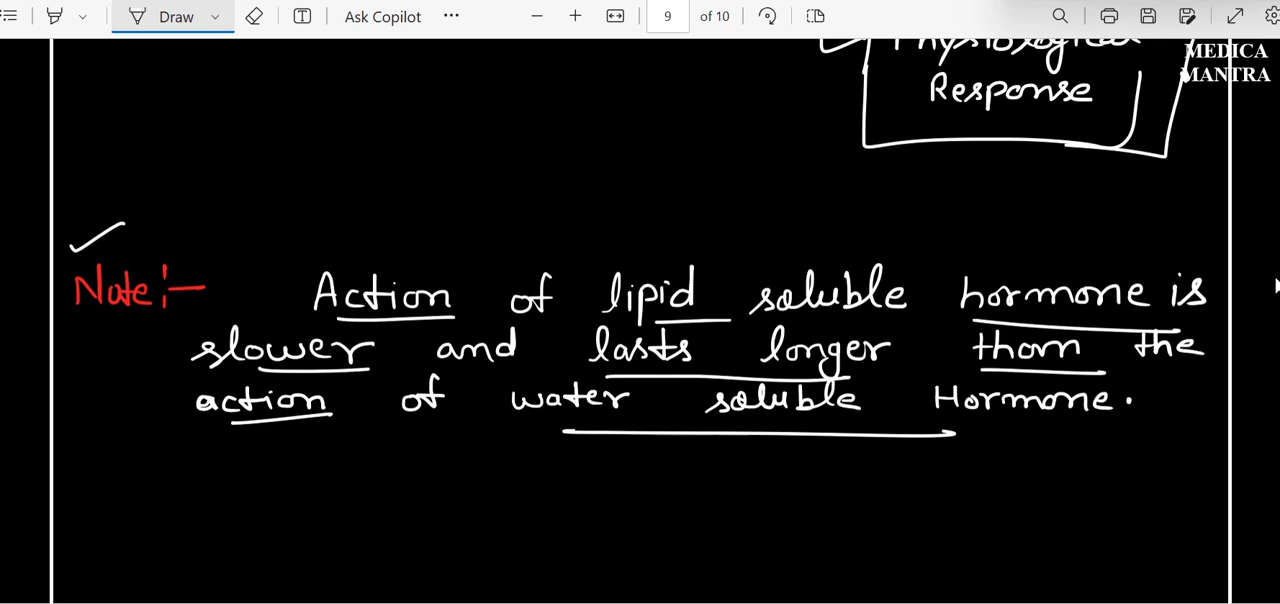 Draw
Ask Copilot
9 of 10
Physiological
Response
MEDICA
MANTRA
Note:-
Action of lipid soluble hormone is
slower and lasts longer than the
action of water soluble Hormone.